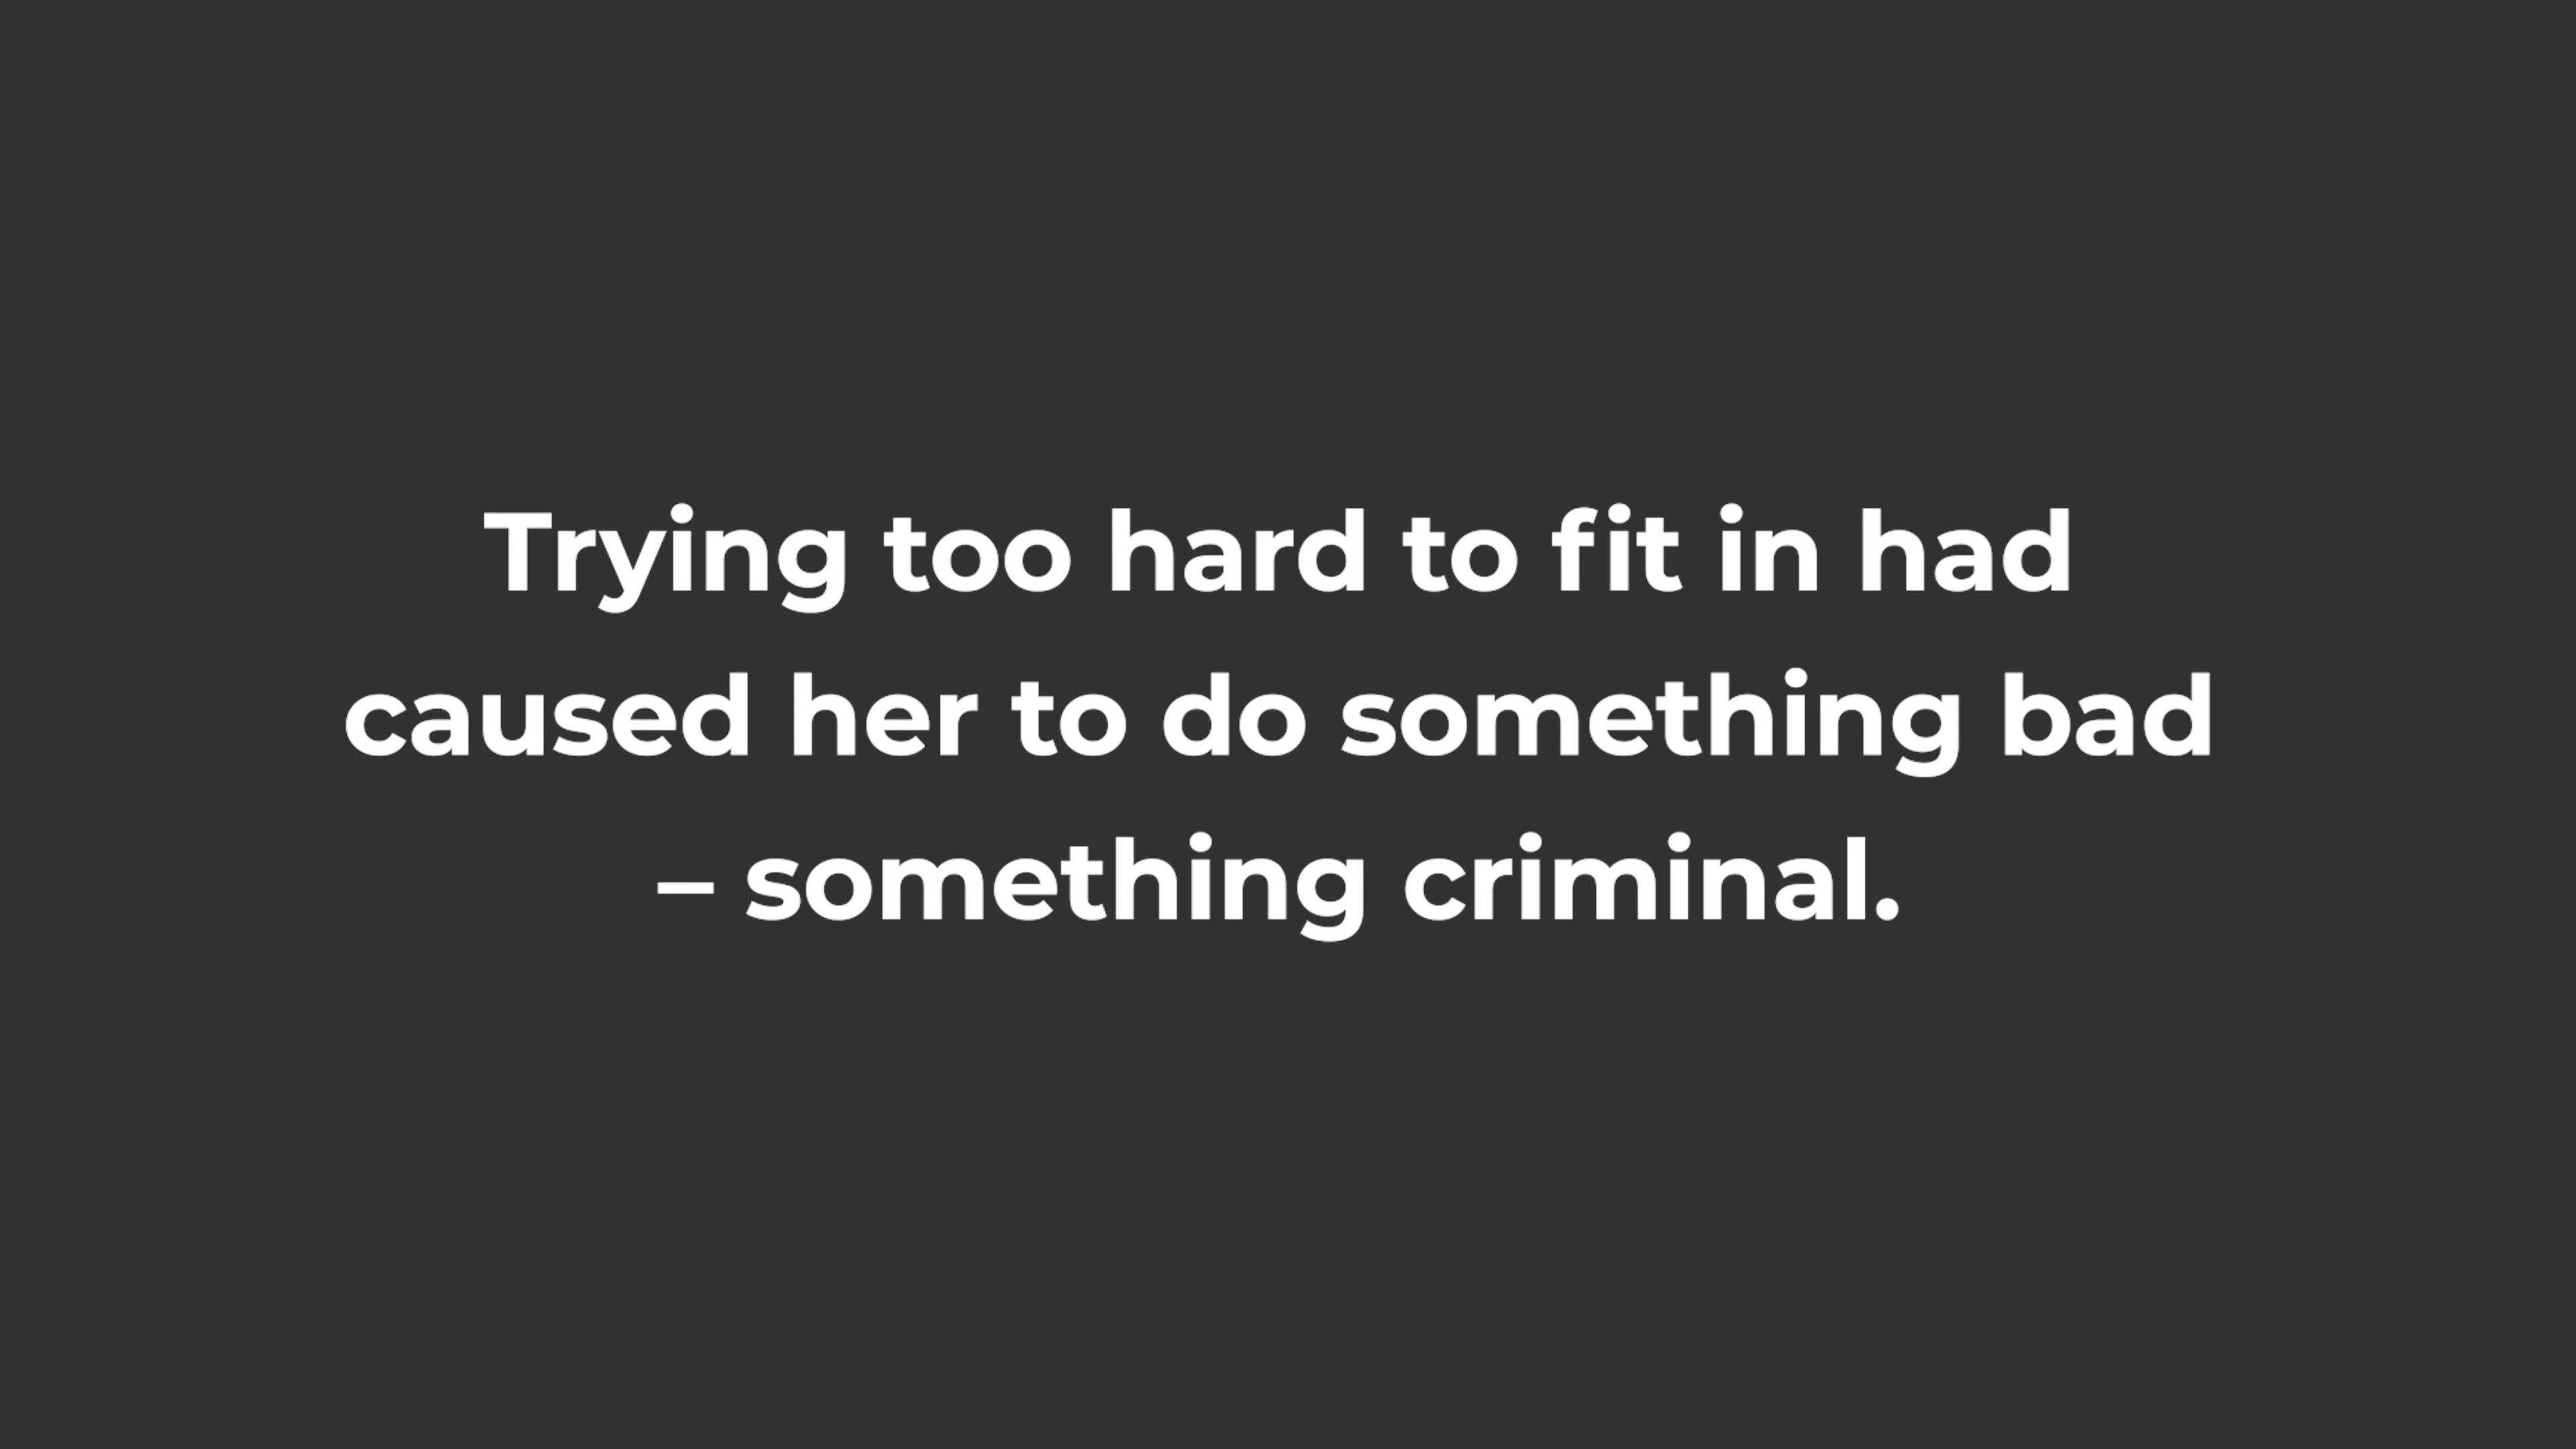 Trying too hard to fit in had
caused her to do something bad
– something criminal.